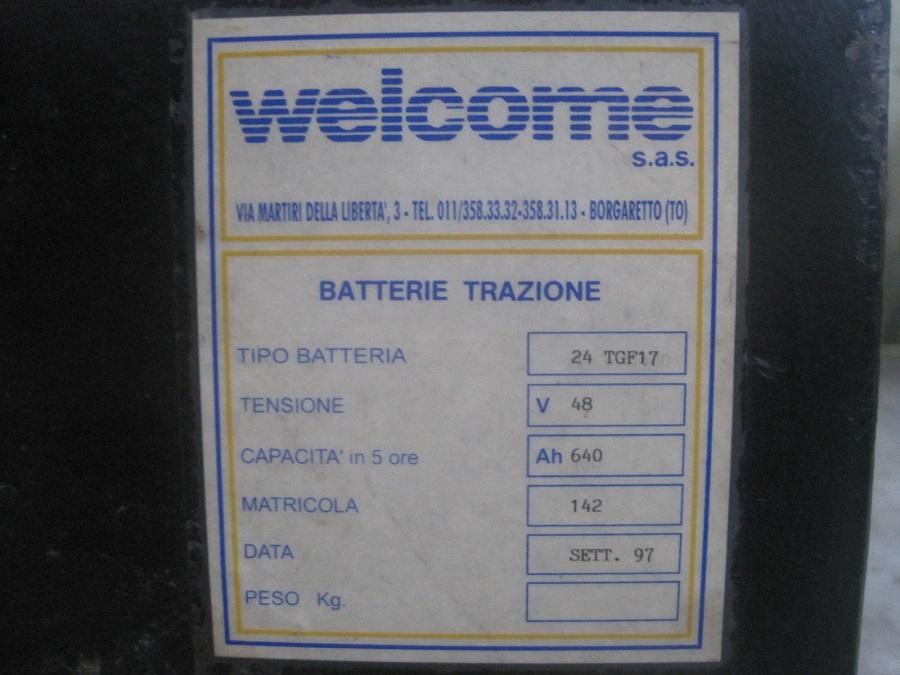 welcome
s.a.s.
VIA MARTIRI DELLA LIBERTA', 3 - TEL. 011/358.33.32-358.31.13 - BORGARETTO (TO)
BATTERIE TRAZIONE
TIPO BATTERIA 24 TGF17
TENSIONE V 48
CAPACITA' in 5 ore Ah 640
MATRICOLA 142
DATA SETT. 97
PESO Kg.